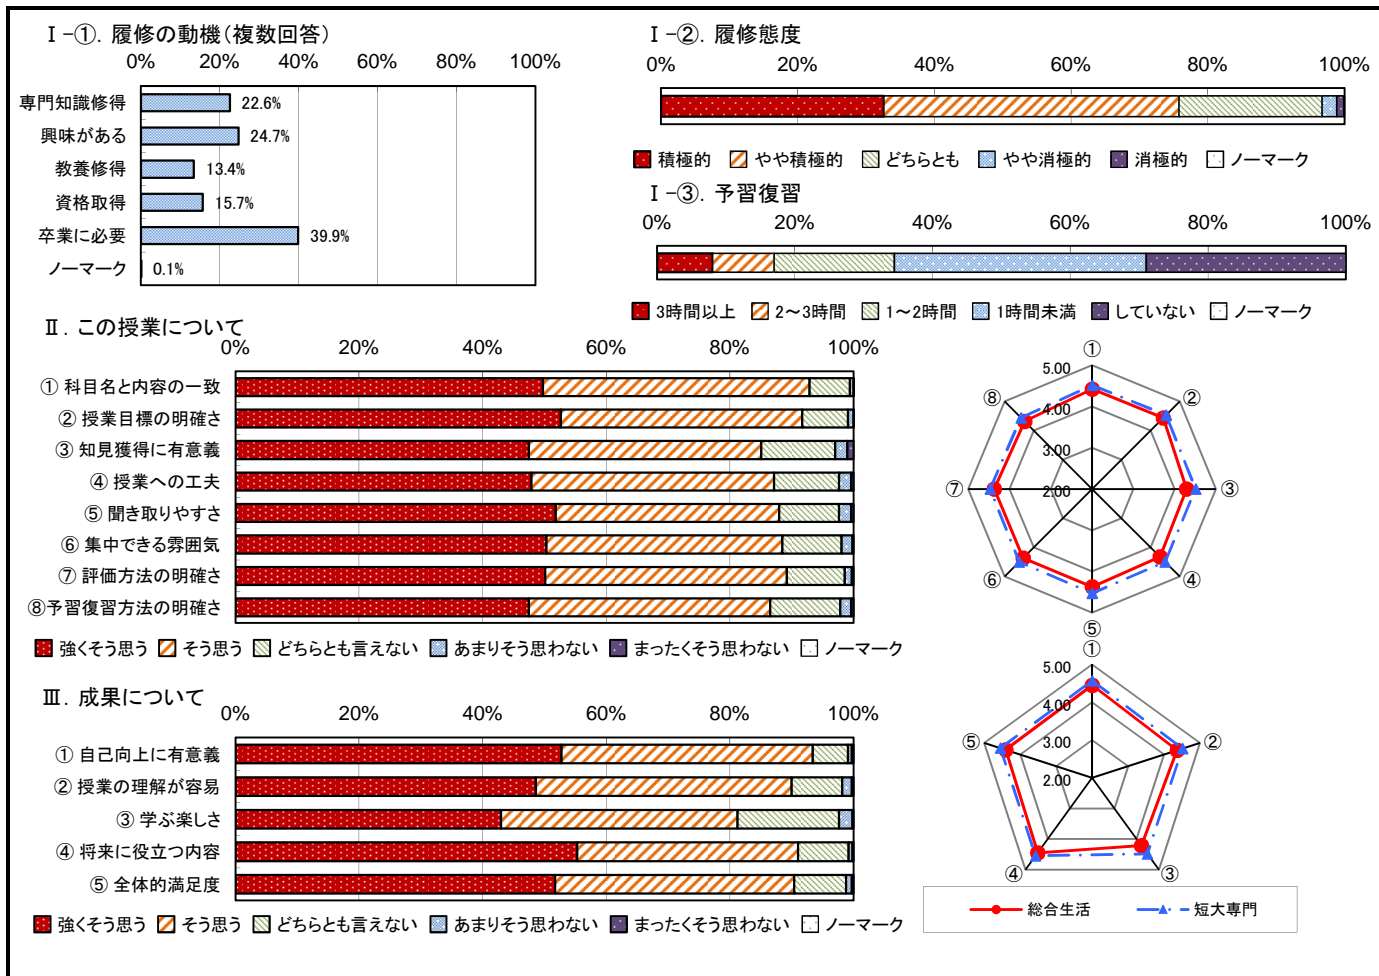 Ⅰ-①．履修の動機（複数回答）
0% 20% 40% 60% 80% 100%
専門知識修得 22.6%
興味がある 24.7%
教養修得 13.4%
資格取得 15.7%
卒業に必要 39.9%
ノーマーク 0.1%
Ⅰ-②．履修態度
0% 20% 40% 60% 80% 100%
積極的 やや積極的 どちらとも やや消極的 消極的 ノーマーク
Ⅰ-③．予習復習
0% 20% 40% 60% 80% 100%
3時間以上 2～3時間 1～2時間 1時間未満 していない ノーマーク
Ⅱ．この授業について
0% 20% 40% 60% 80% 100%
① 科目名と内容の一致
② 授業目標の明確さ
③ 知見獲得に有意義
④ 授業への工夫
⑤ 聞き取りやすさ
⑥ 集中できる雰囲気
⑦ 評価方法の明確さ
⑧予習復習方法の明確さ
強くそう思う そう思う どちらとも言えない あまりそう思わない まったくそう思わない ノーマーク
①
②
③
④
⑤
⑥
⑦
⑧
5.00
4.00
3.00
2.00
Ⅲ．成果について
0% 20% 40% 60% 80% 100%
① 自己向上に有意義
② 授業の理解が容易
③ 学ぶ楽しさ
④ 将来に役立つ内容
⑤ 全体的満足度
強くそう思う そう思う どちらとも言えない あまりそう思わない まったくそう思わない ノーマーク
①
②
③
④
⑤
5.00
4.00
3.00
2.00
総合生活 短大専門